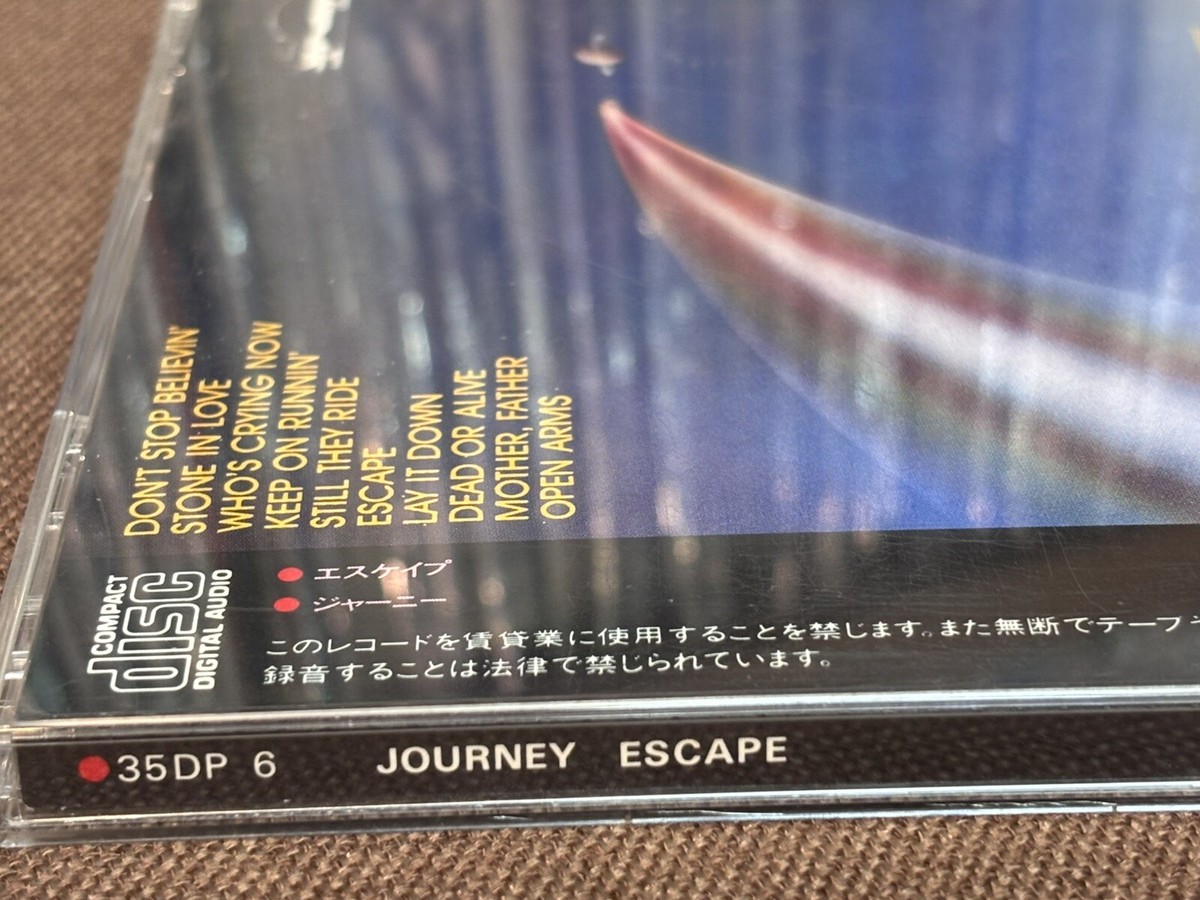 DON'T STOP BELIEVIN'
STONE IN LOVE
WHO'S CRYING NOW
KEEP ON RUNNIN'
STILL THEY RIDE
ESCAPE
LAY IT DOWN
DEAD OR ALIVE
MOTHER, FATHER
OPEN ARMS
COMPACT
disc
DIGITAL AUDIO
● エスケイプ
● ジャーニー
このレコードを賃貸業に使用することを禁じます。また無断でテープ
録音することは法律で禁じられています。
●35DP 6 JOURNEY ESCAPE